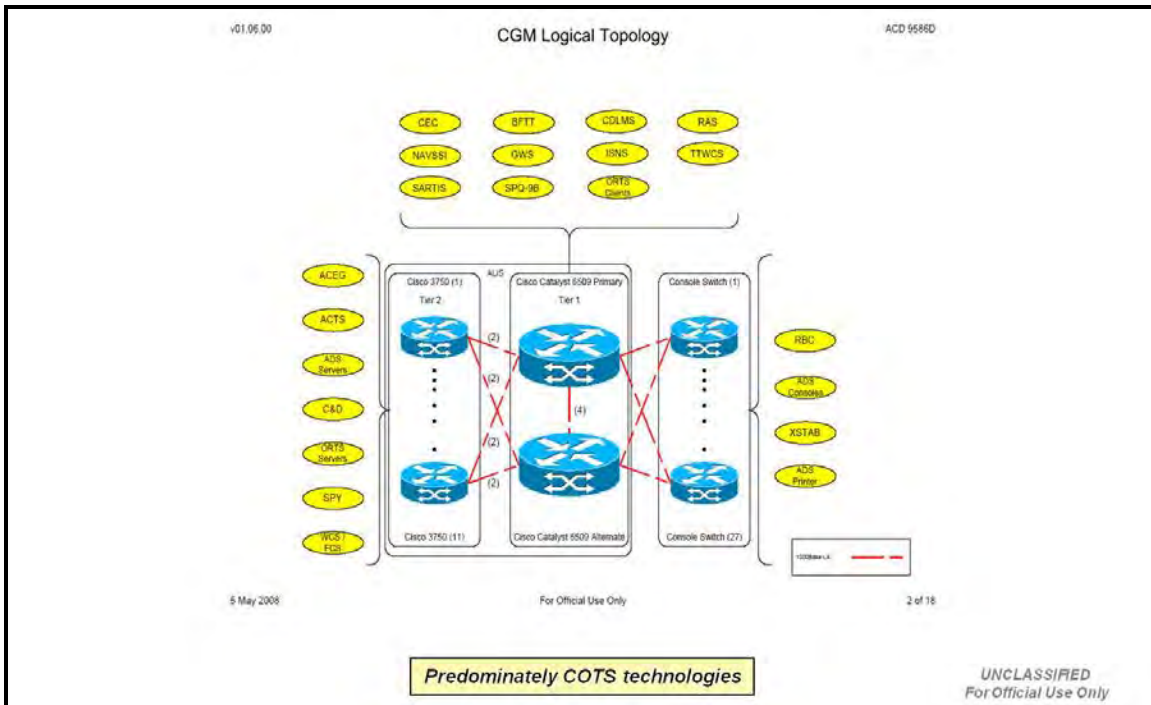 v01.06.00
CGM Logical Topology
ACD 9586D
CEC
BFTT
CDLMS
RAS
NAVSSI
GWS
ISNS
TTWCS
SARTIS
SPQ-9B
ORTS
Clients
ACEG
ACTS
ADS
Servers
C&D
ORTS
Servers
SPY
WCS /
FCS
ALIS
Cisco 3750 (1)
Tier 2
Cisco Catalyst 6509 Primary
Tier 1
Console Switch (1)
(2)
(2)
(4)
(2)
(2)
Cisco 3750 (11)
Cisco Catalyst 6509 Alternate
Console Switch (27)
RBC
ADS
Consoles
XSTAB
ADS
Printer
5 May 2008
For Official Use Only
2 of 18
Predominately COTS technologies
UNCLASSIFIED
For Official Use Only